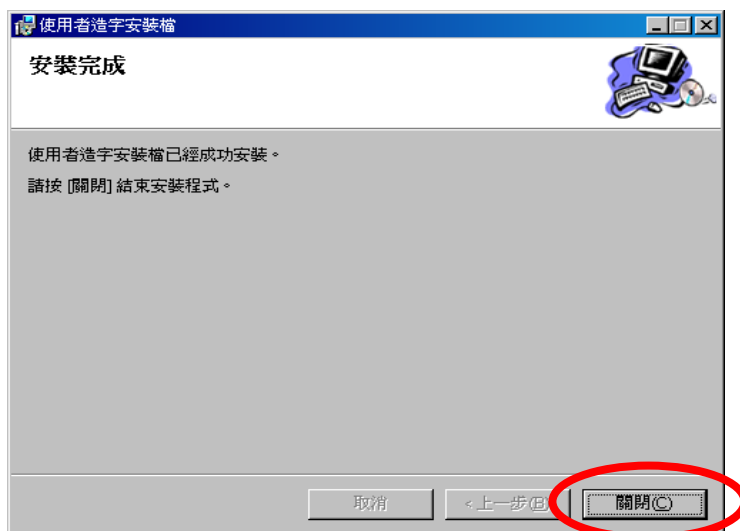 使用者造字安裝檔
安裝完成
使用者造字安裝檔已經成功安裝。
請按 [關閉] 結束安裝程式。
取消
<上一步(B)
關閉(C)